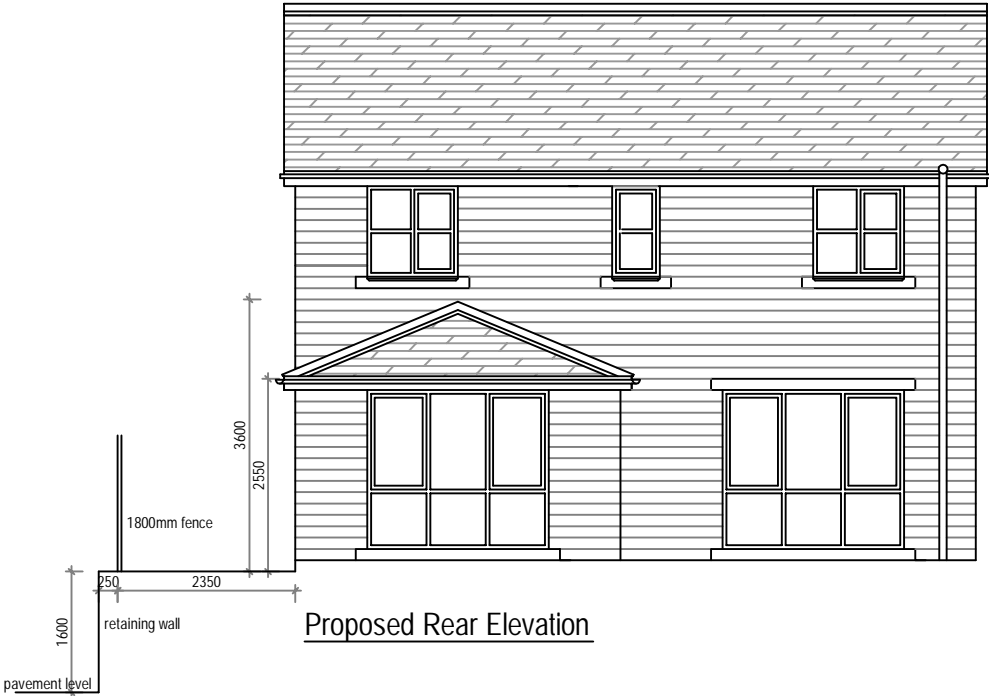 3600
2550
1800mm fence
250
2350
1600
retaining wall
Proposed Rear Elevation
pavement level